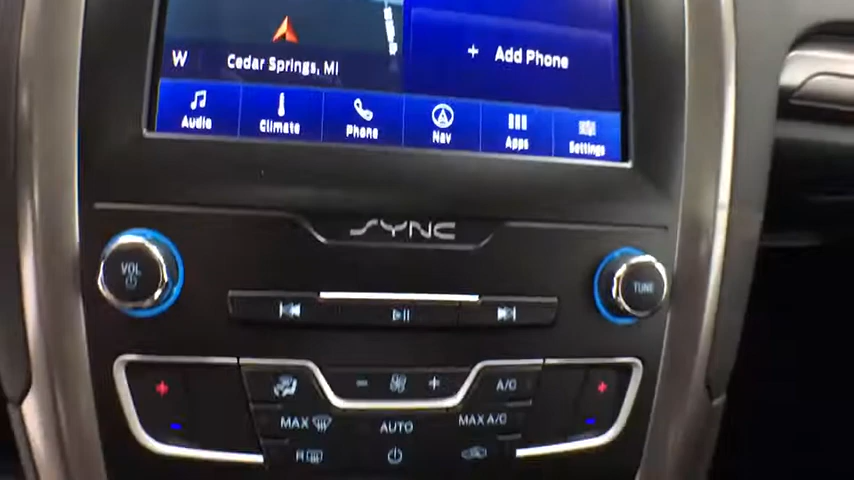 W
Cedar Springs, MI
+ Add Phone
Audio
Climate
Phone
Nav
Apps
Settings
SYNC
VOL
TUNE
A/C
MAX
AUTO
MAX A/C
R